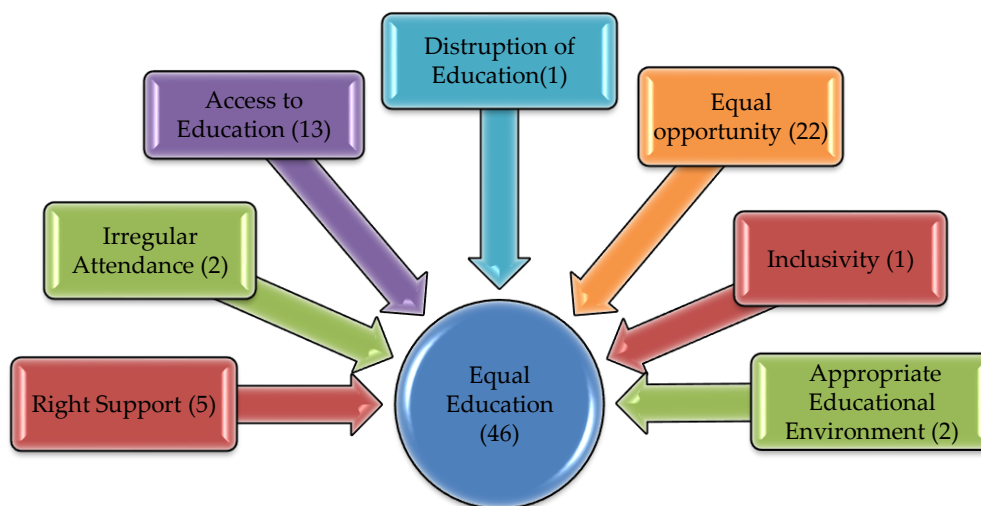 Distruption of
Education(1)
Access to
Education (13)
Equal
opportunity (22)
Irregular
Attendance (2)
Inclusivity (1)
Right Support (5)
Equal
Education
(46)
Appropriate
Educational
Environment (2)